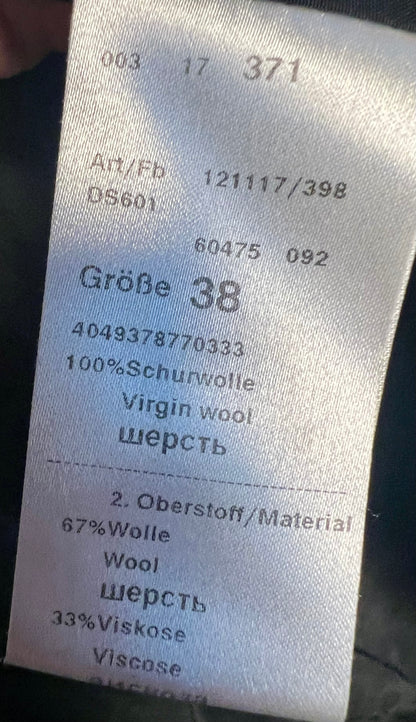 003 17 371
Art/Fb 121117/398
DS601
60475 092
Größe 38
4049378770333
100%Schurwolle
Virgin wool
шерсть
2. Oberstoff/Material
67%Wolle
Wool
шерсть
33%Viskose
Viscose